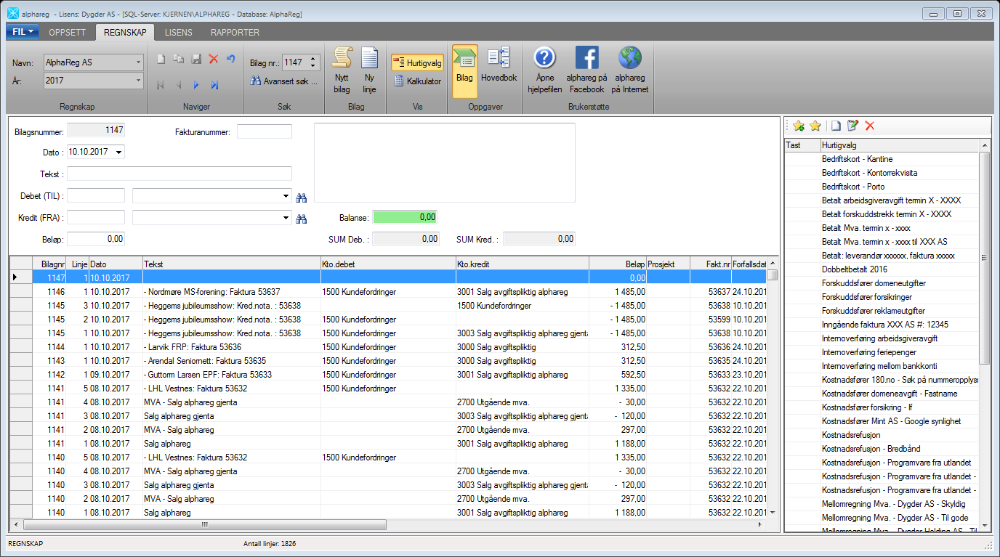 alphareg - Lisens: Dygder AS - [SQL-Server: KJERNEN\ALPHAREG - Database: AlphaReg]
FIL OPPSETT REGNSKAP LISENS RAPPORTER
Navn: AlphaReg AS
År: 2017
Regnskap
Naviger
Bilag nr.: 1147
Avansert søk ...
Søk
Nytt bilag
Ny linje
Bilag
Hurtigvalg
Kalkulator
Vis
Bilag
Hovedbok
Oppgaver
Åpne hjelpefilen
alphareg på Facebook
alphareg på Internet
Brukerstøtte
Bilagsnummer: 1147 Fakturanummer:
Dato : 10.10.2017
Tekst :
Debet (TIL) :
Kredit (FRA) : Balanse: 0,00
Beløp: 0,00 SUM Deb. : 0,00 SUM Kred. : 0,00
Bilagnr Linje Dato Tekst Kto.debet Kto.kredit Beløp Prosjekt Fakt.nr Forfallsdat
1147 1 10.10.2017 0,00
1146 1 10.10.2017 - Nordmøre MS-forening: Faktura 53637 1500 Kundefordringer 3001 Salg avgiftspliktig alphareg 1 485,00 53637 24.10.201
1145 3 10.10.2017 - Heggems jubileumsshow: Kred.nota. : 53638 1500 Kundefordringer - 1 485,00 53638 10.10.201
1145 2 10.10.2017 - Heggems jubileumsshow: Kred.nota. : 53638 1500 Kundefordringer - 1 485,00 53599 10.10.201
1145 1 10.10.2017 - Heggems jubileumsshow: Kred.nota. : 53638 1500 Kundefordringer 3003 Salg avgiftspliktig alphareg gjenta - 1 485,00 53638 10.10.201
1144 1 10.10.2017 - Larvik FRP: Faktura 53636 1500 Kundefordringer 3000 Salg avgiftspliktig 312,50 53636 24.10.201
1143 1 10.10.2017 - Arendal Seniornett: Faktura 53635 1500 Kundefordringer 3000 Salg avgiftspliktig 312,50 53635 24.10.201
1142 1 09.10.2017 - Guttorm Larsen EPF: Faktura 53633 1500 Kundefordringer 3001 Salg avgiftspliktig alphareg 592,50 53633 23.10.201
1141 5 08.10.2017 - LHL Vestnes: Faktura 53632 1500 Kundefordringer 1 335,00 53632 22.10.201
1141 4 08.10.2017 MVA - Salg alphareg gjenta 2700 Utgående mva. - 30,00 53632 22.10.201
1141 3 08.10.2017 Salg alphareg gjenta 3003 Salg avgiftspliktig alphareg gjenta - 120,00 53632 22.10.201
1141 2 08.10.2017 MVA - Salg alphareg 2700 Utgående mva. 297,00 53632 22.10.201
1141 1 08.10.2017 Salg alphareg 3001 Salg avgiftspliktig alphareg 1 188,00 53632 22.10.201
1140 5 08.10.2017 - LHL Vestnes: Faktura 53632 1500 Kundefordringer 1 335,00 53632 22.10.201
1140 4 08.10.2017 MVA - Salg alphareg gjenta 2700 Utgående mva. - 30,00 53632 22.10.201
1140 3 08.10.2017 Salg alphareg gjenta 3003 Salg avgiftspliktig alphareg gjenta - 120,00 53632 22.10.201
1140 2 08.10.2017 MVA - Salg alphareg 2700 Utgående mva. 297,00 53632 22.10.201
1140 1 08.10.2017 Salg alphareg 3001 Salg avgiftspliktig alphareg 1 188,00 53632 22.10.201
Tast Hurtigvalg
Bedriftskort - Kantine
Bedriftskort - Kontorrekvisita
Bedriftskort - Porto
Betalt arbeidsgiveravgift termin X - XXXX
Betalt forskuddstrekk termin X - XXXX
Betalt Mva. termin x - xxxx
Betalt Mva. termin x - xxxx til XXX AS
Betalt: leverandør xxxxxx, faktura xxxxx
Dobbeltbetalt 2016
Forskuddsfører domeneutgifter
Forskuddsfører forsikringer
Forskuddsfører reklameutgifter
Inngående faktura XXX AS #: 12345
Internoverføring arbeidsgiveravgift
Internoverføring feriepenger
Internoverføring mellom bankkonti
Kostnadsfører 180.no - Søk på nummeropplysn
Kostnadsfører domeneavgift - Fastname
Kostnadsfører forsikring - If
Kostnadsfører Mint AS - Google synlighet
Kostnadsrefusjon
Kostnadsrefusjon - Bredbånd
Kostnadsrefusjon - Programvare fra utlandet
Kostnadsrefusjon - Programvare fra utlandet -
Kostnadsrefusjon - Programvare fra utlandet -
Mellomregning Mva. - Dygder AS - Skyldig
Mellomregning Mva. - Dygder AS - Til gode
Mellomregning Mva. - Dygder Holding AS - Til
REGNSKAP Antall linjer: 1826